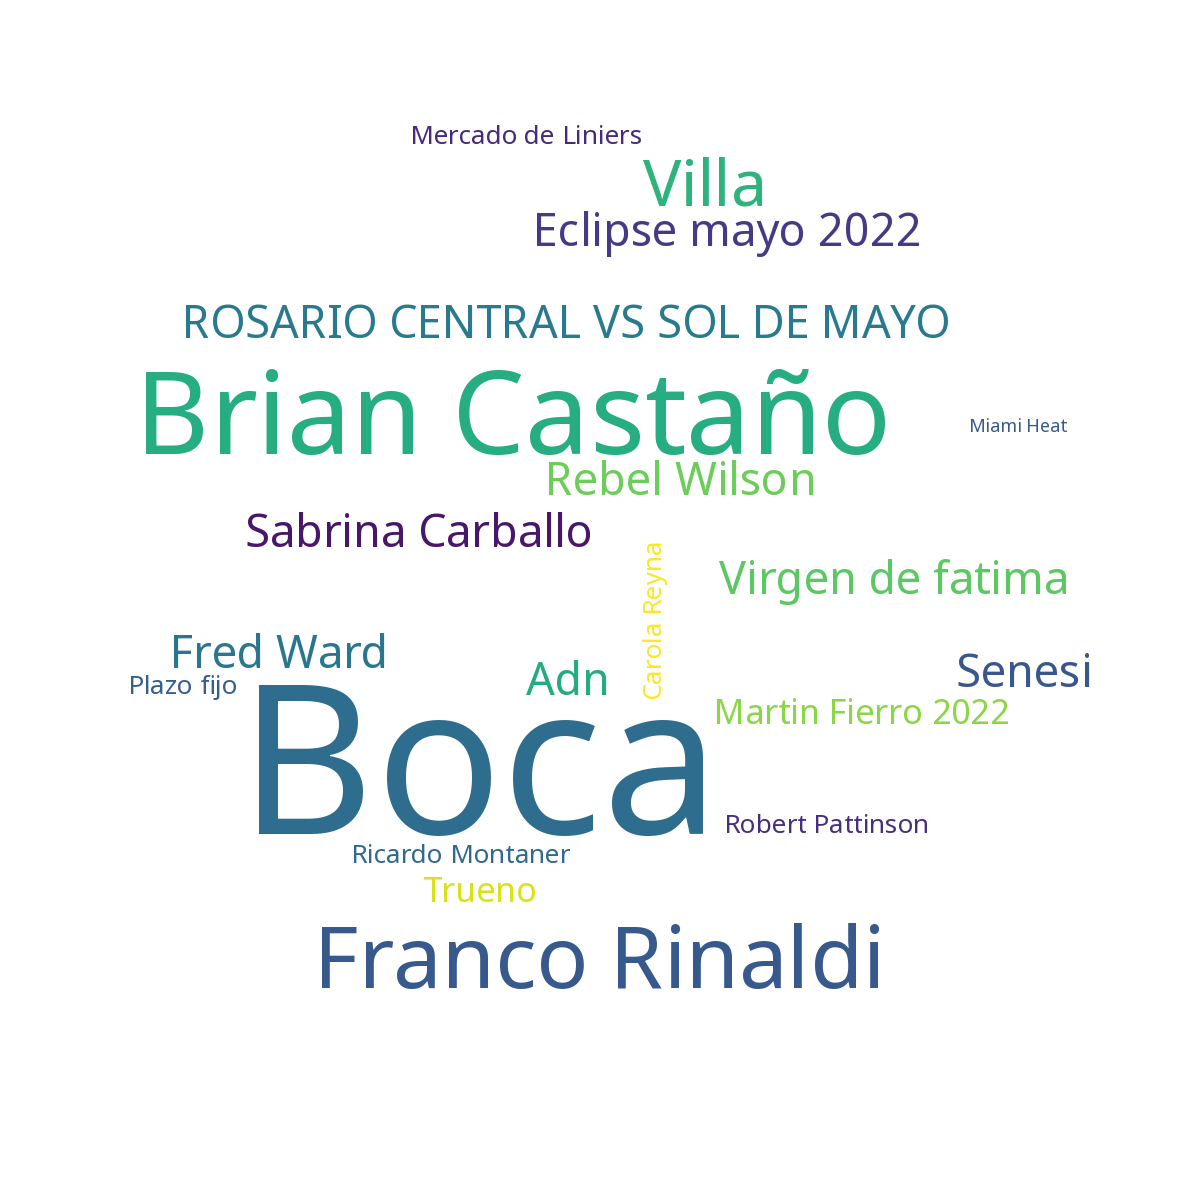 Mercado de Liniers
Villa
Eclipse mayo 2022
ROSARIO CENTRAL VS SOL DE MAYO
Brian Castaño
Miami Heat
Rebel Wilson
Sabrina Carballo
Carola Reyna
Virgen de fatima
Fred Ward
Adn
Senesi
Plazo fijo
Martin Fierro 2022
Boca
Robert Pattinson
Ricardo Montaner
Trueno
Franco Rinaldi